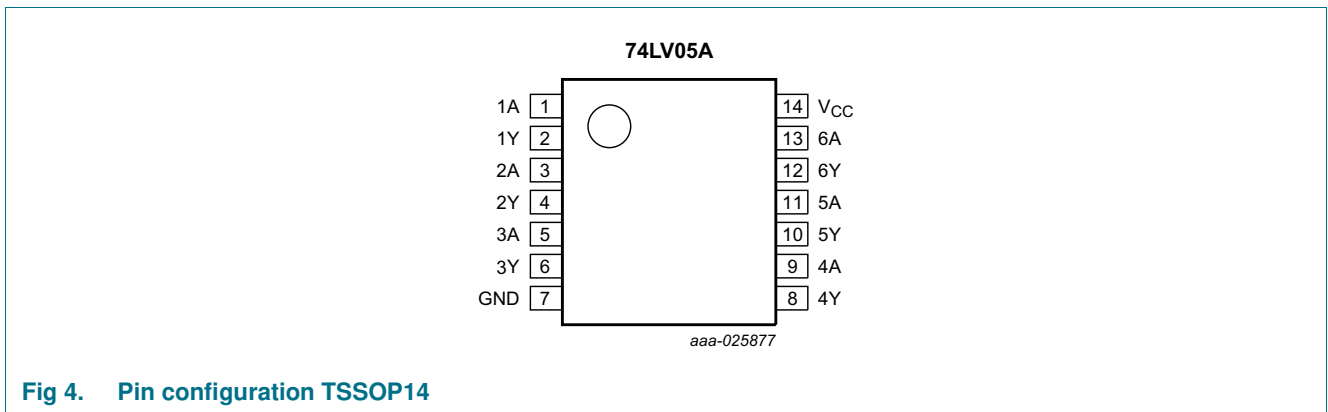 74LV05A
1A 1 14 VCC
1Y 2 13 6A
2A 3 12 6Y
2Y 4 11 5A
3A 5 10 5Y
3Y 6 9 4A
GND 7 8 4Y
aaa-025877
Fig 4. Pin configuration TSSOP14